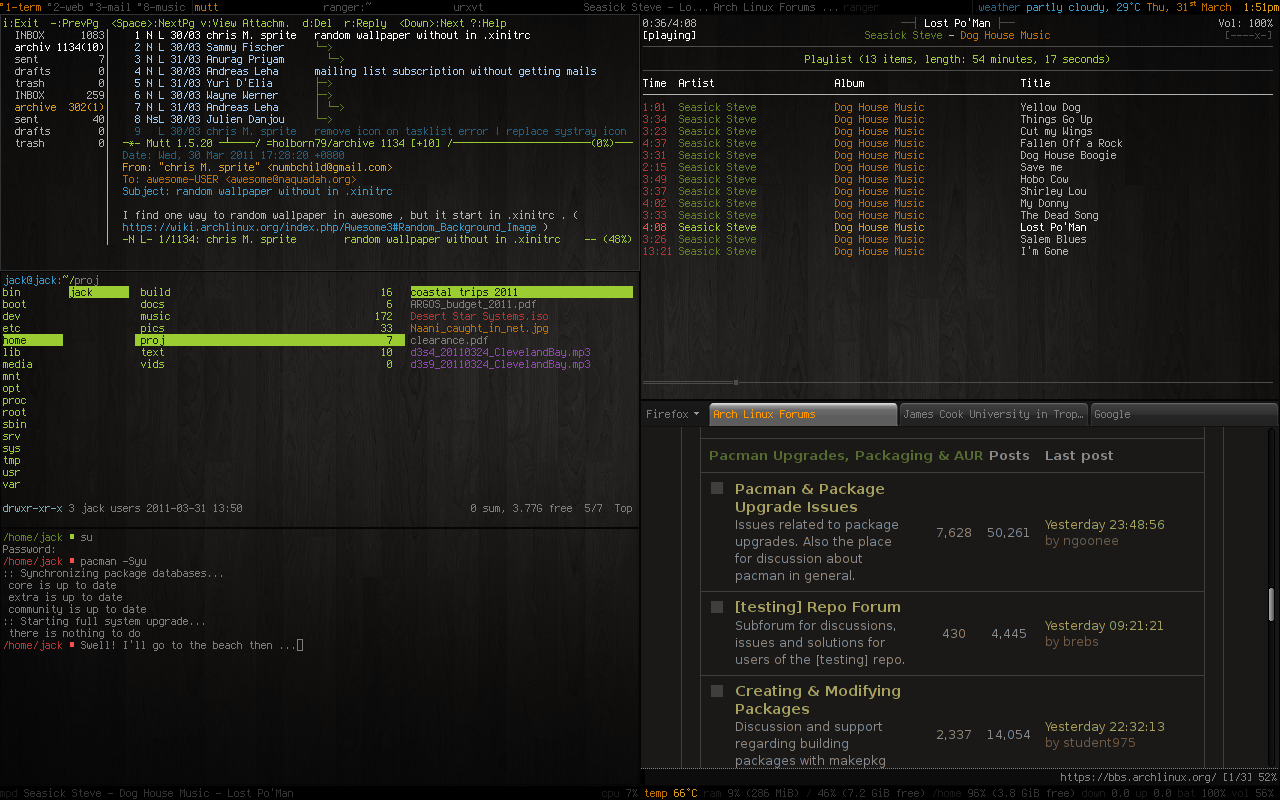 °1-term °2-web °3-mail °8-music mutt ranger:~ urxvt Seasick Steve - Lo... Arch Linux Forums ... ranger weather partly cloudy, 29°C Thu, 31st March 1:51pm
i:Exit -:PrevPg <Space>:NextPg v:View Attachm. d:Del r:Reply <Down>:Next ?:Help
INBOX 1083 1 N L 30/03 chris M. sprite random wallpaper without in .xinitrc
archiv 1134(10) 2 N L 30/03 Sammy Fischer └─>
sent 7 3 N L 31/03 Anurag Priyam └─>
drafts 0 4 N L 30/03 Andreas Leha mailing list subscription without getting mails
trash 0 5 N L 31/03 Yuri D'Elia ├─>
INBOX 259 6 N L 30/03 Wayne Werner ├─>
archive 302(1) 7 N L 31/03 Andreas Leha │ └─>
sent 40 8 NsL 31/03 Julien Danjou └─>
drafts 0 9 L 30/03 chris M. sprite remove icon on tasklist error | replace systray icon
trash 0 -*- Mutt 1.5.20 ─┴───/ =holborn79/archive 1134 [+10] /───(0%)──
Date: Wed, 30 Mar 2011 17:28:20 +0800
From: "chris M. sprite" <numbchild@gmail.com>
To: awesome-USER <awesome@naquadah.org>
Subject: random wallpaper without in .xinitrc
I find one way to random wallpaper in awesome , but it start in .xinitrc . (
https://wiki.archlinux.org/index.php/Awesome3#Random_Background_Image )
-N L- 1/1134: chris M. sprite random wallpaper without in .xinitrc -- (48%)
0:36/4:08 ──┤ Lost Po'Man ├── Vol: 100%
[playing] Seasick Steve - Dog House Music [----x-]
Playlist (13 items, length: 54 minutes, 17 seconds)
Time Artist Album Title
1:01 Seasick Steve Dog House Music Yellow Dog
3:34 Seasick Steve Dog House Music Things Go Up
3:23 Seasick Steve Dog House Music Cut my Wings
4:37 Seasick Steve Dog House Music Fallen Off a Rock
3:31 Seasick Steve Dog House Music Dog House Boogie
2:15 Seasick Steve Dog House Music Save me
3:49 Seasick Steve Dog House Music Hobo Cow
3:37 Seasick Steve Dog House Music Shirley Lou
4:02 Seasick Steve Dog House Music My Donny
3:33 Seasick Steve Dog House Music The Dead Song
4:08 Seasick Steve Dog House Music Lost Po'Man
3:26 Seasick Steve Dog House Music Salem Blues
13:21 Seasick Steve Dog House Music I'm Gone
jack@jack:~/proj
bin jack build 16 coastal trips 2011
boot docs 6 ARGOS_budget_2011.pdf
dev music 172 Desert Star Systems.iso
etc pics 33 Naani_caught_in_net.jpg
home proj 7 clearance.pdf
lib text 10 d3s4_20110324_ClevelandBay.mp3
media vids 0 d3s9_20110324_ClevelandBay.mp3
mnt
opt
proc
root
sbin
srv
sys
tmp
usr
var
drwxr-xr-x 3 jack users 2011-03-31 13:50 0 sum, 3.77G free 5/7 Top
/home/jack su
Password:
/home/jack pacman -Syu
:: Synchronizing package databases...
core is up to date
extra is up to date
community is up to date
:: Starting full system upgrade...
there is nothing to do
/home/jack Swell! I'll go to the beach then ...
Firefox Arch Linux Forums James Cook University in Trop... Google
Pacman Upgrades, Packaging & AUR Posts Last post
Pacman & Package
Upgrade Issues
Issues related to package
upgrades. Also the place
for discussion about
pacman in general.
7,628 50,261 Yesterday 23:48:56
by ngoonee
[testing] Repo Forum
Subforum for discussions,
issues and solutions for
users of the [testing] repo.
430 4,445 Yesterday 09:21:21
by brebs
Creating & Modifying
Packages
Discussion and support
regarding building
packages with makepkg
2,337 14,054 Yesterday 22:32:13
by student975
https://bbs.archlinux.org/ [1/3] 52%
mpd Seasick Steve - Dog House Music - Lost Po'Man cpu 7% temp 66°C ram 9% (286 MiB) / 46% (7.2 GiB free) /home 96% (3.8 GiB free) down 0.0 up 0.0 bat 100% vol 56%